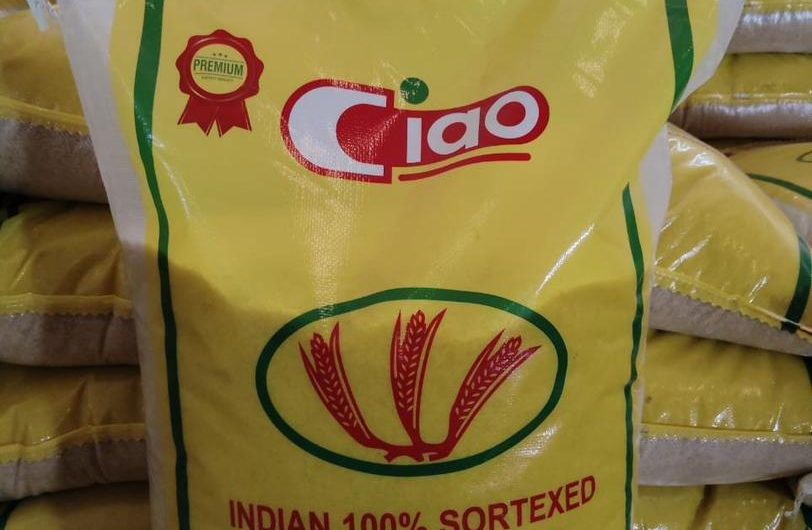 PREMIUM
Ciao
INDIAN 100% SORTEXED